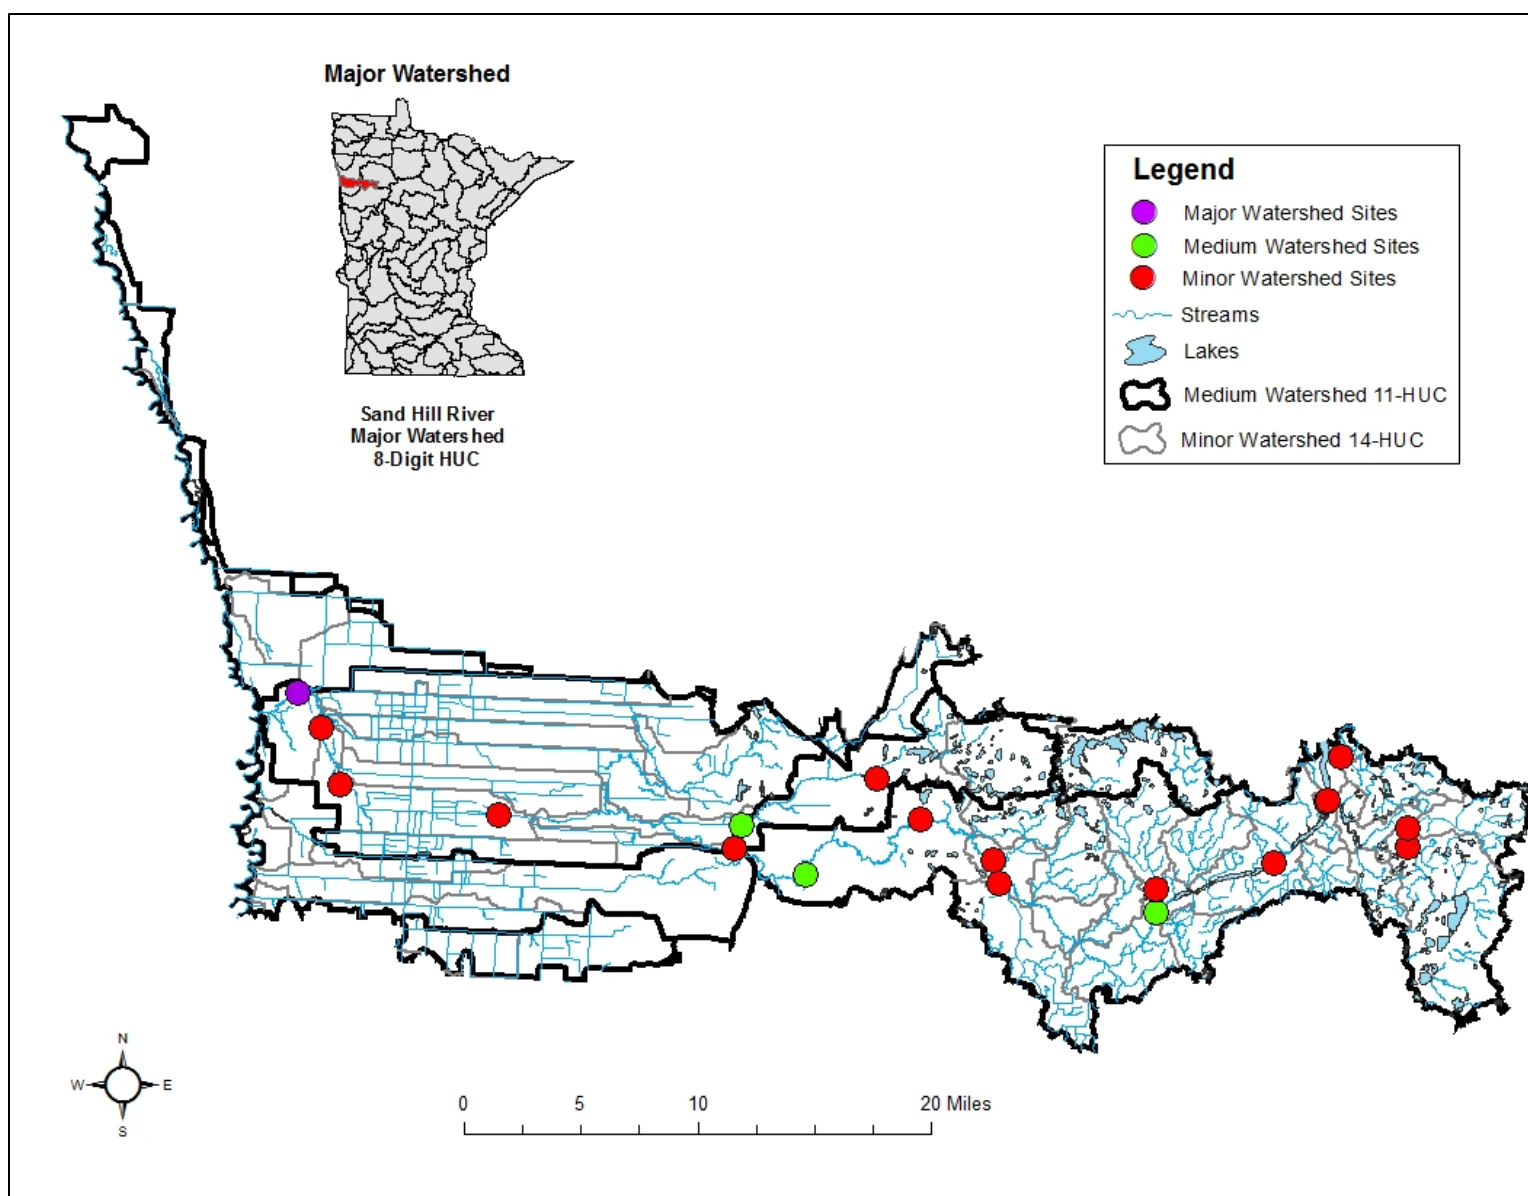 Major Watershed
Sand Hill River
Major Watershed
8-Digit HUC
Legend
Major Watershed Sites
Medium Watershed Sites
Minor Watershed Sites
Streams
Lakes
Medium Watershed 11-HUC
Minor Watershed 14-HUC
N
W E
S
0 5 10 20 Miles